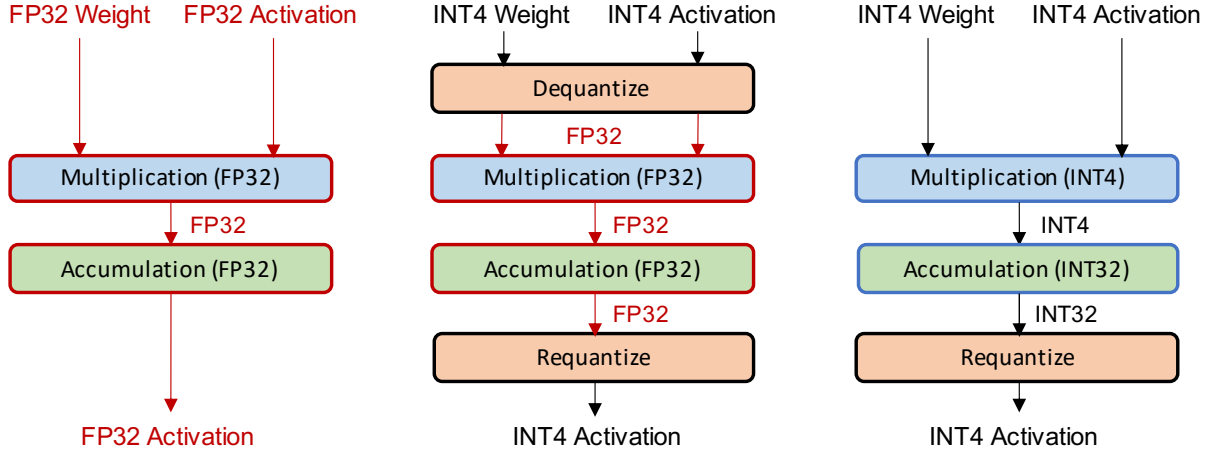 FP32 Weight
FP32 Activation
Multiplication (FP32)
FP32
Accumulation (FP32)
FP32 Activation
INT4 Weight
INT4 Activation
Dequantize
FP32
Multiplication (FP32)
FP32
Accumulation (FP32)
FP32
Requantize
INT4 Activation
INT4 Weight
INT4 Activation
Multiplication (INT4)
INT4
Accumulation (INT32)
INT32
Requantize
INT4 Activation